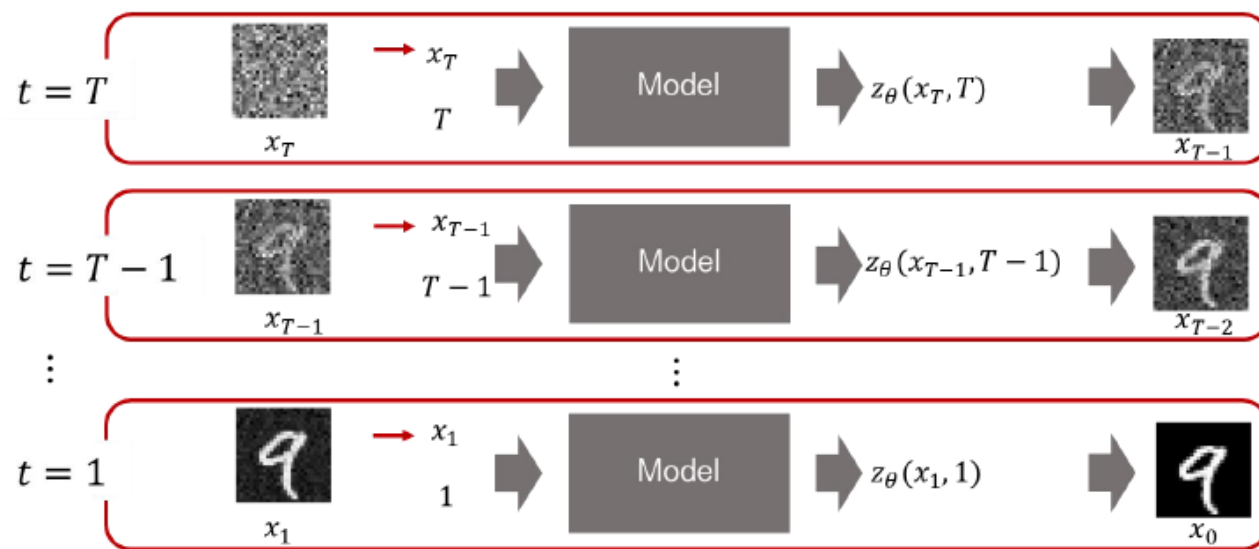 t = T
x_T
x_T
T
Model
z_θ(x_T, T)
x_{T−1}
t = T − 1
x_{T−1}
x_{T−1}
T − 1
Model
z_θ(x_{T−1}, T − 1)
x_{T−2}
⋮
⋮
t = 1
x_1
x_1
1
Model
z_θ(x_1, 1)
x_0